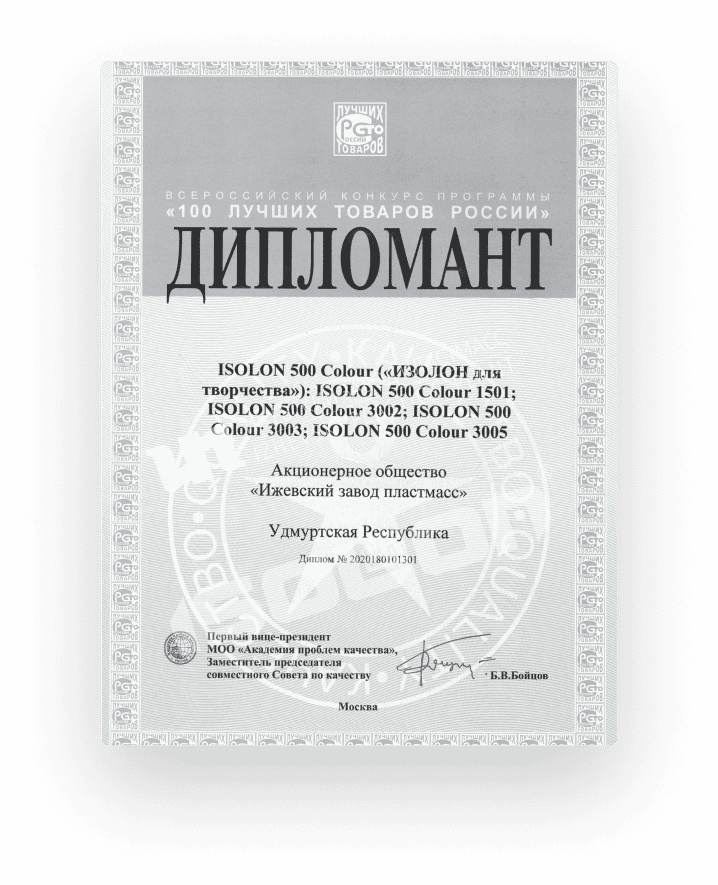 ЛУЧШИХ
РСТО
РОССИИ
ТОВАРОВ
ВСЕРОССИЙСКИЙ КОНКУРС ПРОГРАММЫ
«100 ЛУЧШИХ ТОВАРОВ РОССИИ»
ДИПЛОМАНТ
ISOLON 500 Colour («ИЗОЛОН для
творчества»): ISOLON 500 Colour 1501;
ISOLON 500 Colour 3002; ISOLON 500
Colour 3003; ISOLON 500 Colour 3005
Акционерное общество
«Ижевский завод пластмасс»
Удмуртская Республика
Диплом № 2020180101301
Первый вице-президент
МОО «Академия проблем качества»,
Заместитель председателя
совместного Совета по качеству
Б.В.Бойцов
Москва